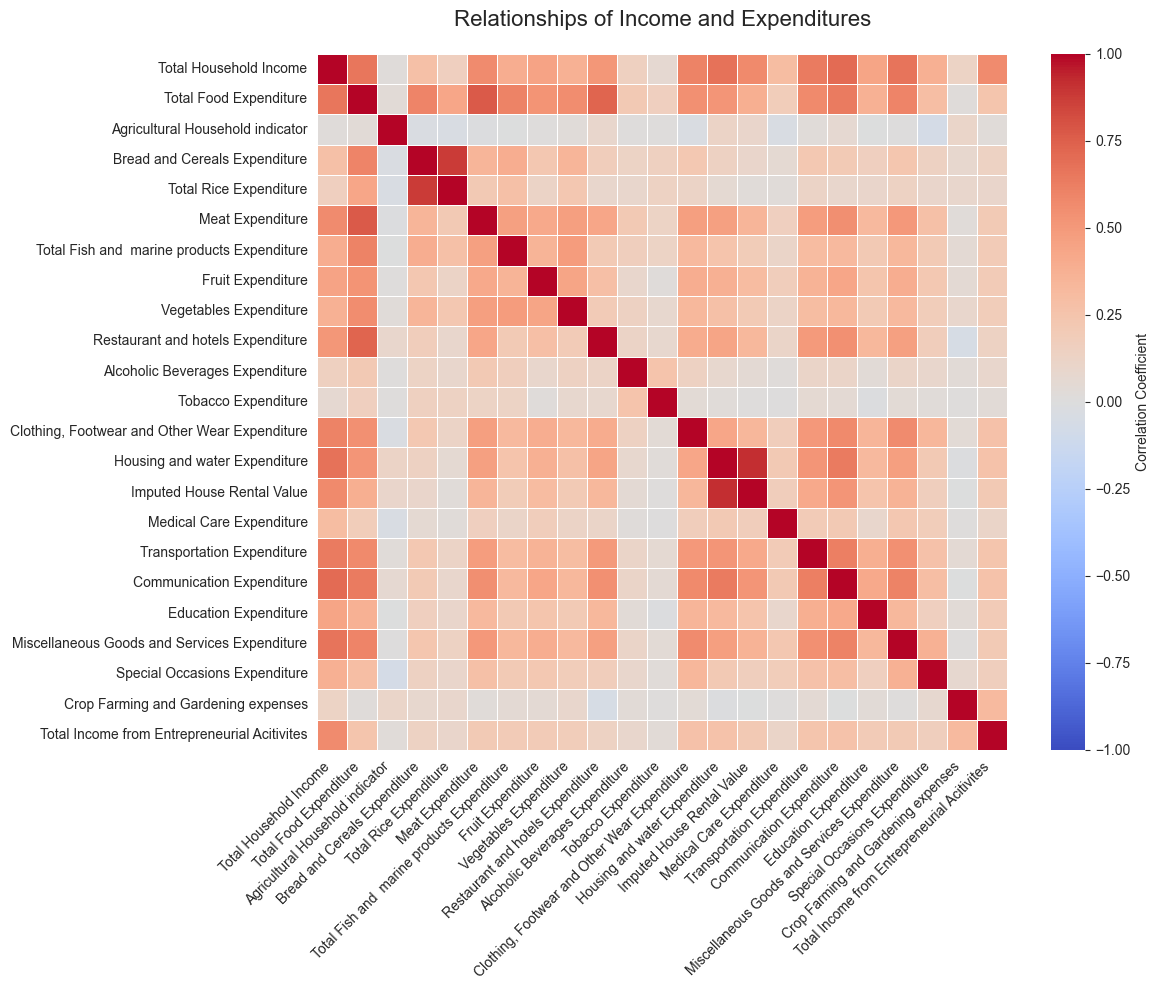 Relationships of Income and Expenditures
Total Household Income
Total Food Expenditure
Agricultural Household indicator
Bread and Cereals Expenditure
Total Rice Expenditure
Meat Expenditure
Total Fish and  marine products Expenditure
Fruit Expenditure
Vegetables Expenditure
Restaurant and hotels Expenditure
Alcoholic Beverages Expenditure
Tobacco Expenditure
Clothing, Footwear and Other Wear Expenditure
Housing and water Expenditure
Imputed House Rental Value
Medical Care Expenditure
Transportation Expenditure
Communication Expenditure
Education Expenditure
Miscellaneous Goods and Services Expenditure
Special Occasions Expenditure
Crop Farming and Gardening expenses
Total Income from Entrepreneurial Acitivites
Total Household Income
Total Food Expenditure
Agricultural Household indicator
Bread and Cereals Expenditure
Total Rice Expenditure
Meat Expenditure
Total Fish and  marine products Expenditure
Fruit Expenditure
Vegetables Expenditure
Restaurant and hotels Expenditure
Alcoholic Beverages Expenditure
Tobacco Expenditure
Clothing, Footwear and Other Wear Expenditure
Housing and water Expenditure
Imputed House Rental Value
Medical Care Expenditure
Transportation Expenditure
Communication Expenditure
Education Expenditure
Miscellaneous Goods and Services Expenditure
Special Occasions Expenditure
Crop Farming and Gardening expenses
Total Income from Entrepreneurial Acitivites
1.00
0.75
0.50
0.25
0.00
−0.25
−0.50
−0.75
−1.00
Correlation Coefficient